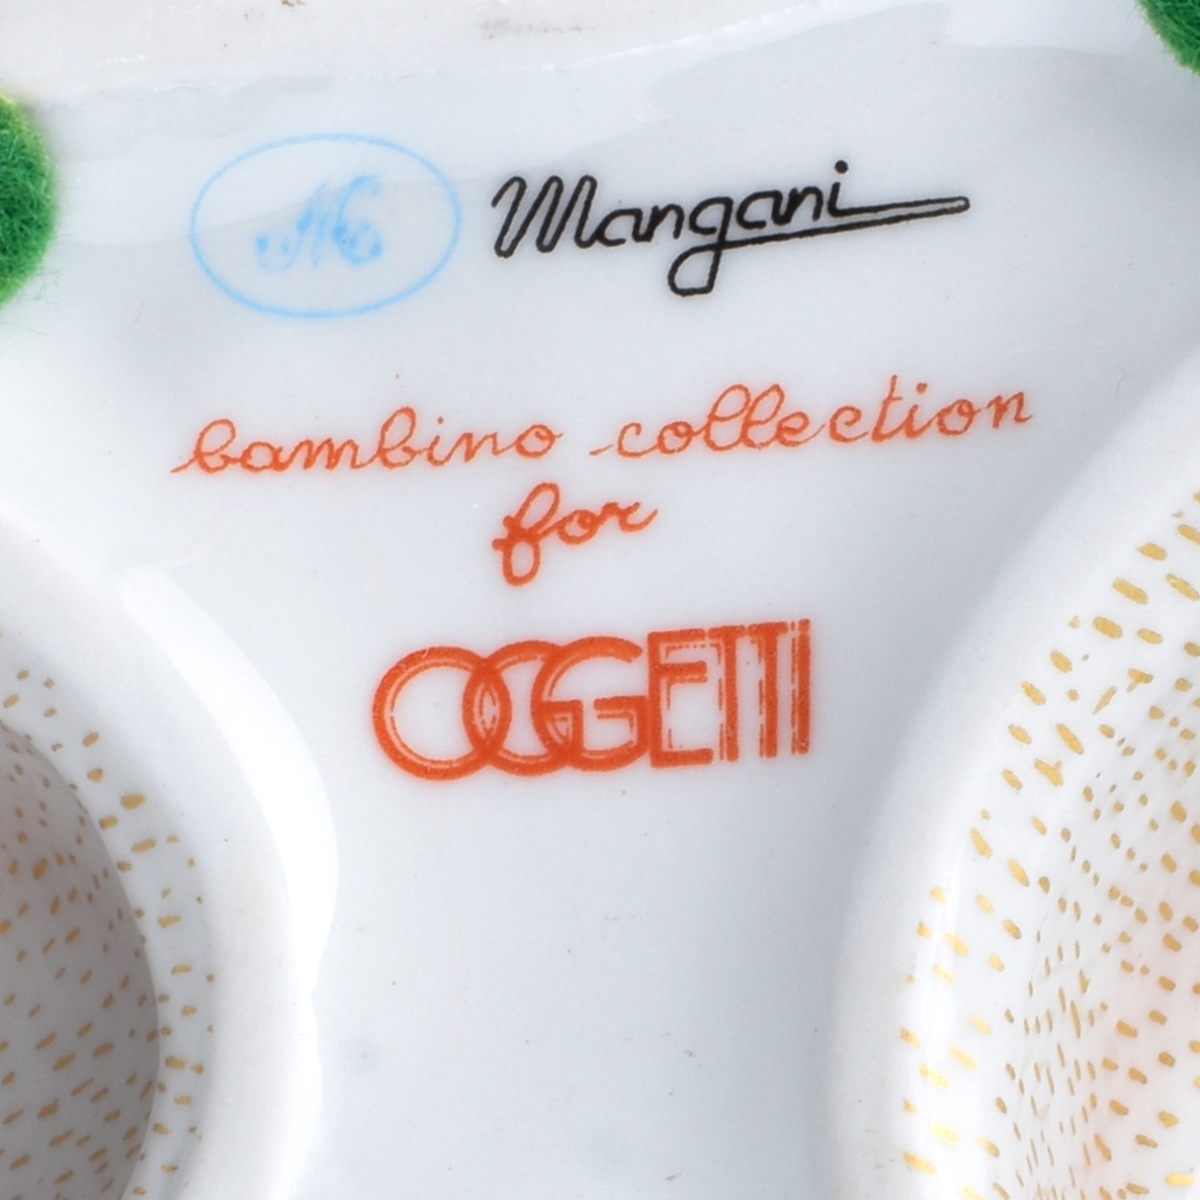 Mangani
bambino collection
for
OGGETTI